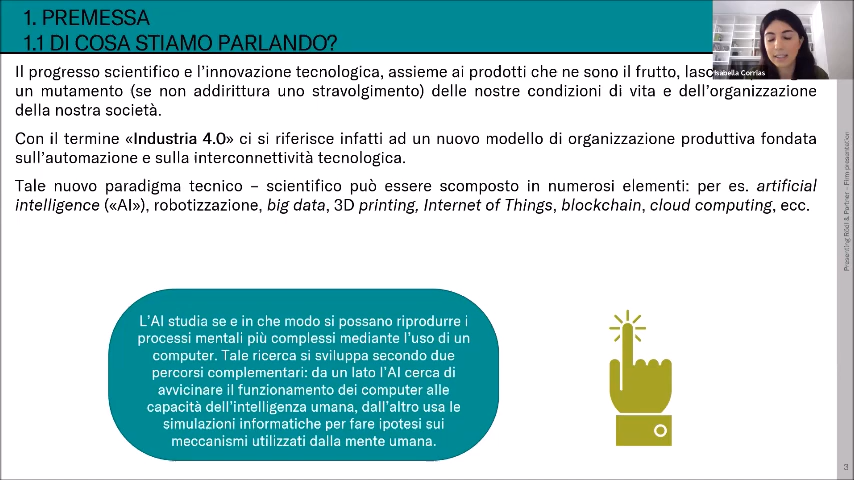 1. PREMESSA
1.1 DI COSA STIAMO PARLANDO?
Isabella Corrias
Il progresso scientifico e l'innovazione tecnologica, assieme ai prodotti che ne sono il frutto,
un mutamento (se non addirittura uno stravolgimento) delle nostre condizioni di vita e dell'organizzazione
della nostra società.
Con il termine «Industria 4.0» ci si riferisce infatti ad un nuovo modello di organizzazione produttiva fondata
sull'automazione e sulla interconnettività tecnologica.
Tale nuovo paradigma tecnico – scientifico può essere scomposto in numerosi elementi: per es. artificial
intelligence («AI»), robotizzazione, big data, 3D printing, Internet of Things, blockchain, cloud computing, ecc.
L'AI studia se e in che modo si possano riprodurre i
processi mentali più complessi mediante l'uso di un
computer. Tale ricerca si sviluppa secondo due
percorsi complementari: da un lato l'AI cerca di
avvicinare il funzionamento dei computer alle
capacità dell'intelligenza umana, dall'altro usa le
simulazioni informatiche per fare ipotesi sui
meccanismi utilizzati dalla mente umana.
Presenting Rödl & Partner - Film presentation
3